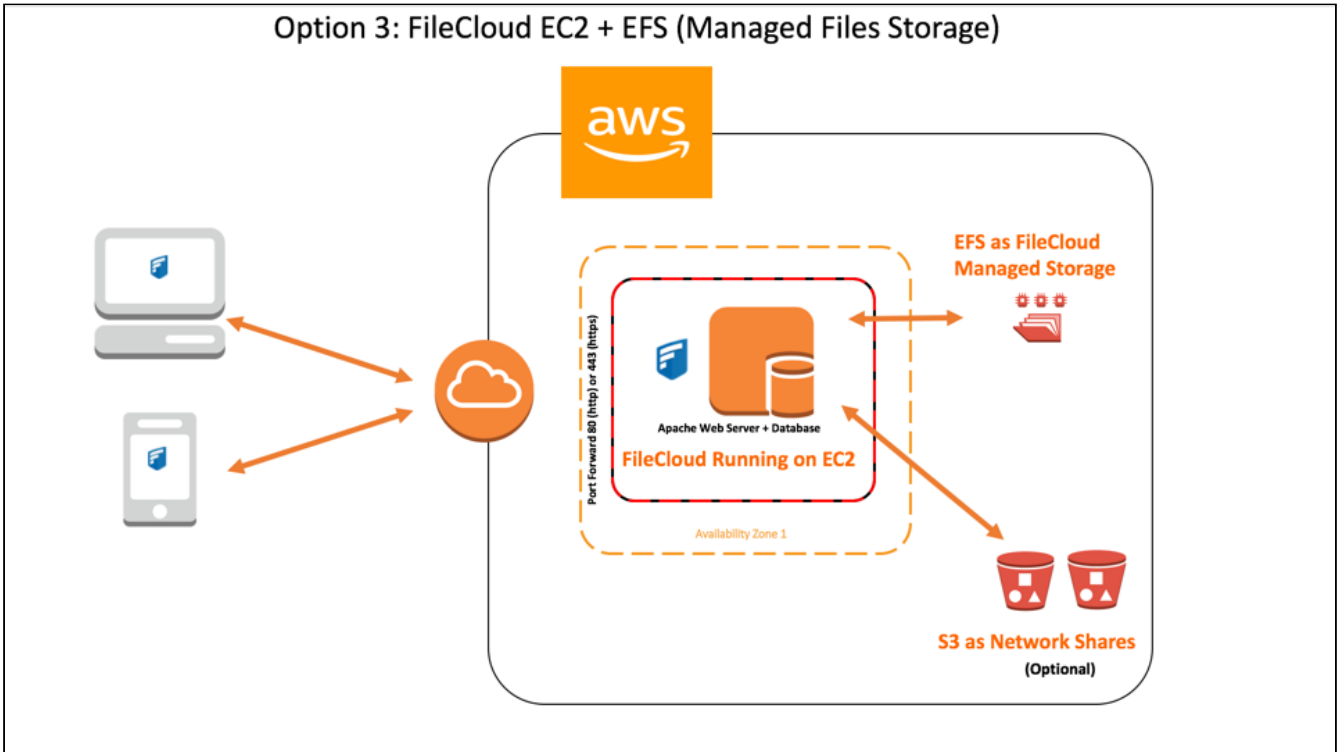 Option 3: FileCloud EC2 + EFS (Managed Files Storage)
aws
EFS as FileCloud
Managed Storage
Port Forward 80 (http) or 443 (https)
Apache Web Server + Database
FileCloud Running on EC2
Availability Zone 1
S3 as Network Shares
(Optional)